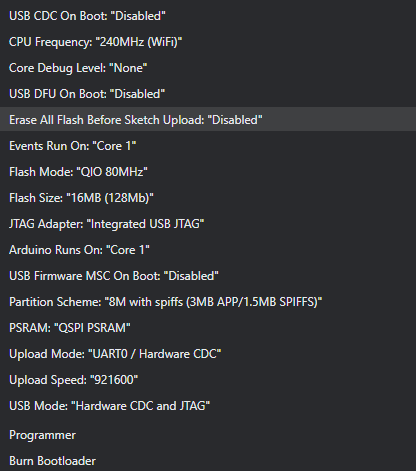 USB CDC On Boot: "Disabled"
CPU Frequency: "240MHz (WiFi)"
Core Debug Level: "None"
USB DFU On Boot: "Disabled"
Erase All Flash Before Sketch Upload: "Disabled"
Events Run On: "Core 1"
Flash Mode: "QIO 80MHz"
Flash Size: "16MB (128Mb)"
JTAG Adapter: "Integrated USB JTAG"
Arduino Runs On: "Core 1"
USB Firmware MSC On Boot: "Disabled"
Partition Scheme: "8M with spiffs (3MB APP/1.5MB SPIFFS)"
PSRAM: "QSPI PSRAM"
Upload Mode: "UART0 / Hardware CDC"
Upload Speed: "921600"
USB Mode: "Hardware CDC and JTAG"
Programmer
Burn Bootloader